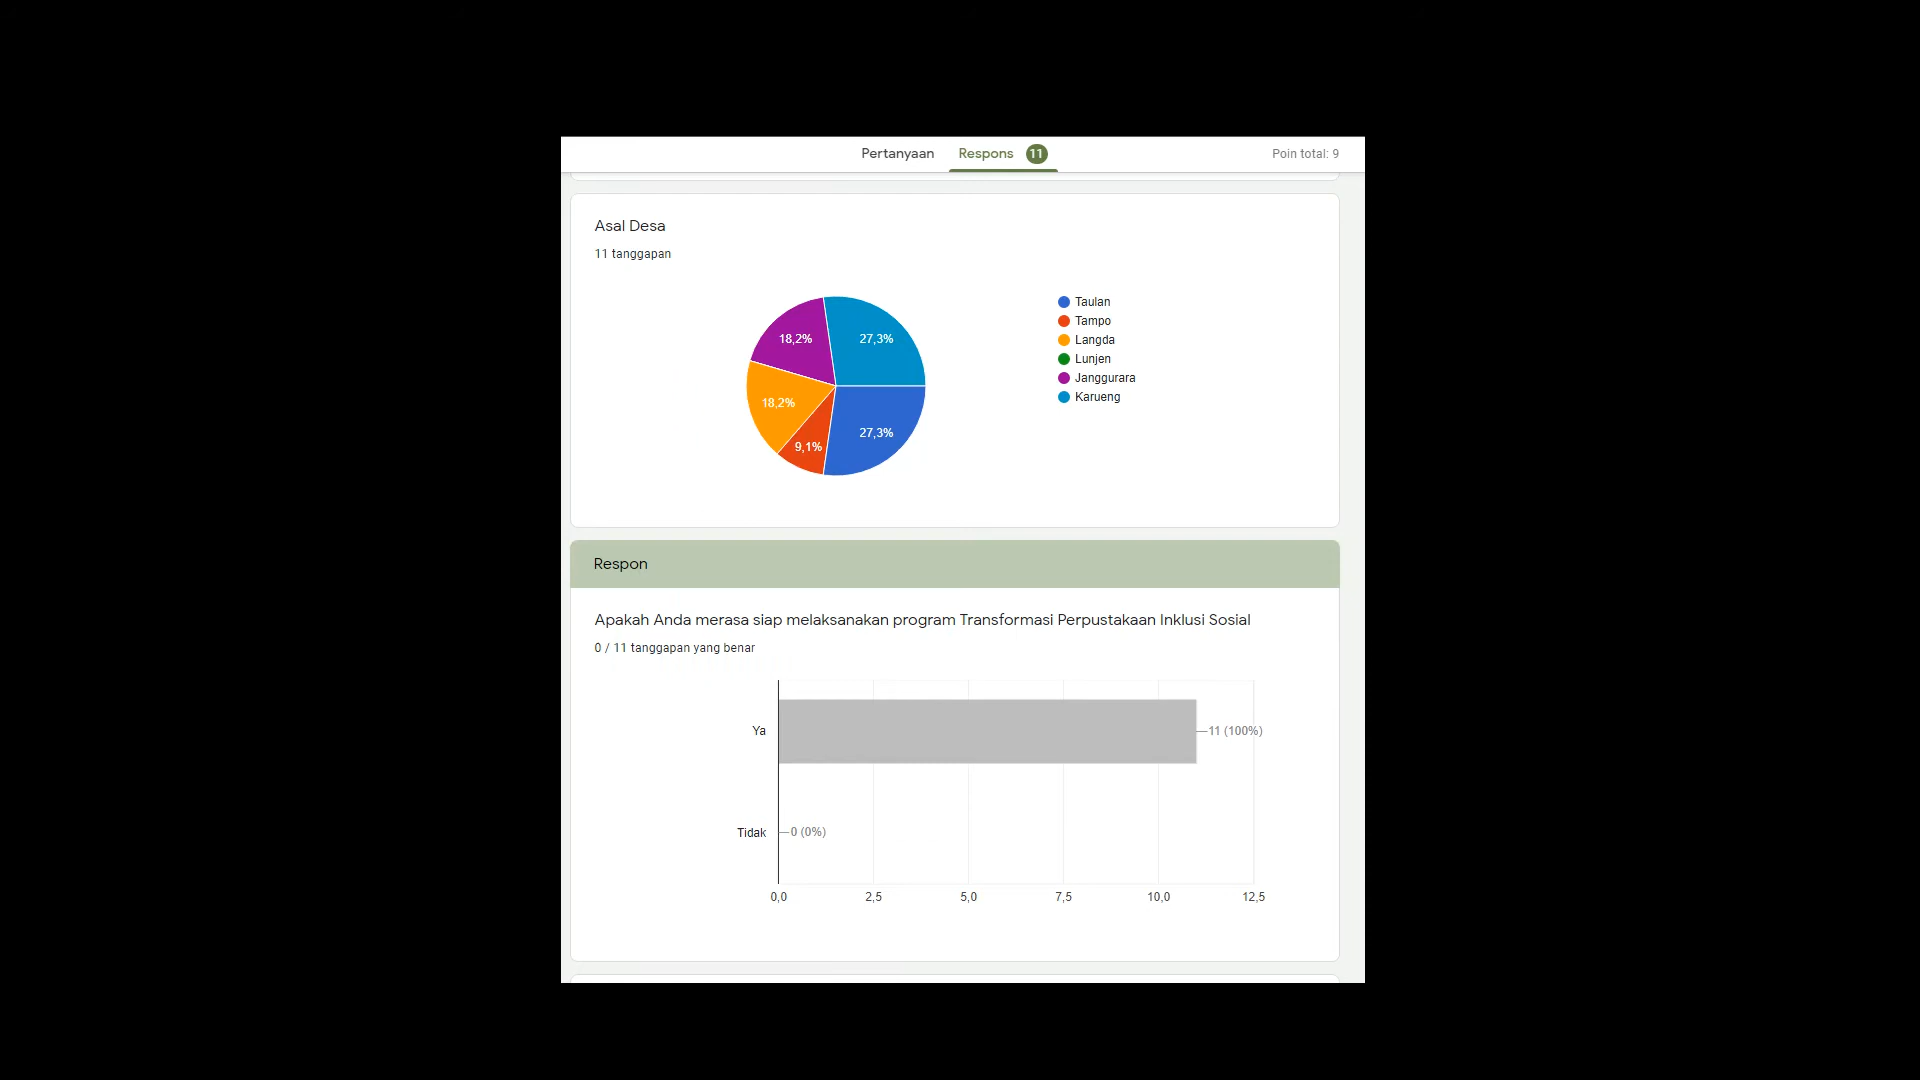 Pertanyaan Respons 11 Poin total: 9
Asal Desa
11 tanggapan
Taulan
Tampo
Langda
Lunjen
Janggurara
Karueng
18,2% 27,3%
18,2%
27,3%
9,1%
Respon
Apakah Anda merasa siap melaksanakan program Transformasi Perpustakaan Inklusi Sosial
0 / 11 tanggapan yang benar
Ya 11 (100%)
Tidak 0 (0%)
0,0 2,5 5,0 7,5 10,0 12,5